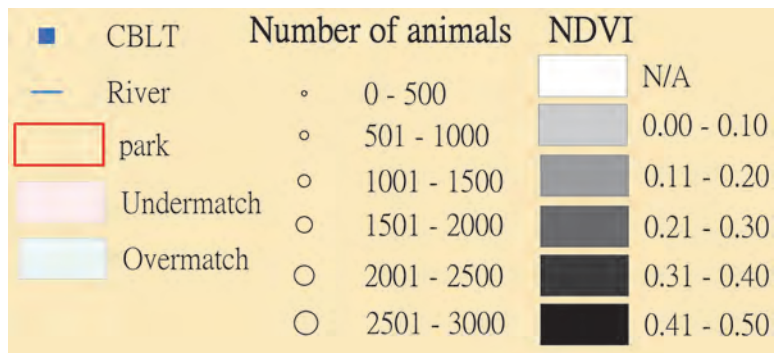 CBLT
River
park
Undermatch
Overmatch
Number of animals
0 - 500
501 - 1000
1001 - 1500
1501 - 2000
2001 - 2500
2501 - 3000
NDVI
N/A
0.00 - 0.10
0.11 - 0.20
0.21 - 0.30
0.31 - 0.40
0.41 - 0.50